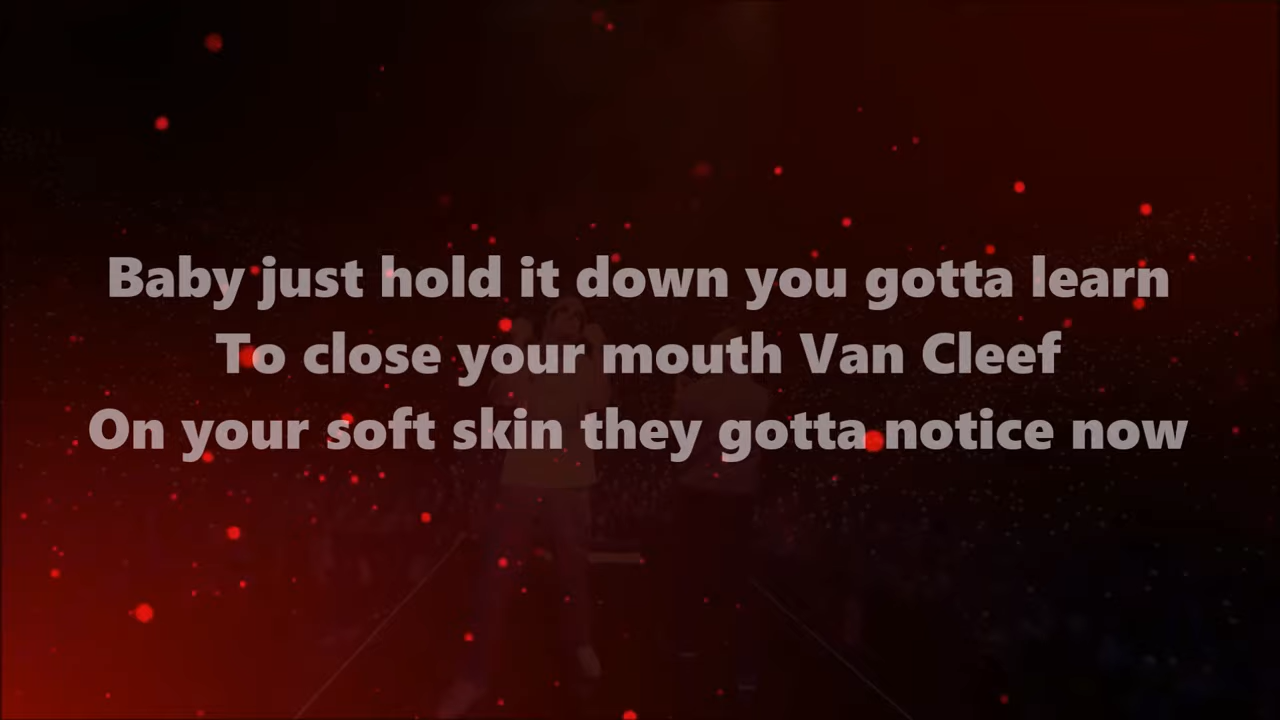 Baby just hold it down you gotta learn
To close your mouth Van Cleef
On your soft skin they gotta notice now